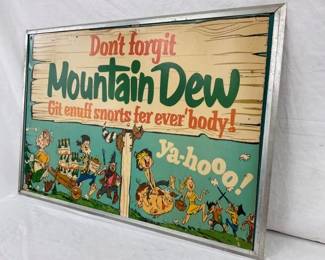 Don't forgit
Mountain Dew
Git enuff snorts fer ever'body!
ya-hooo!